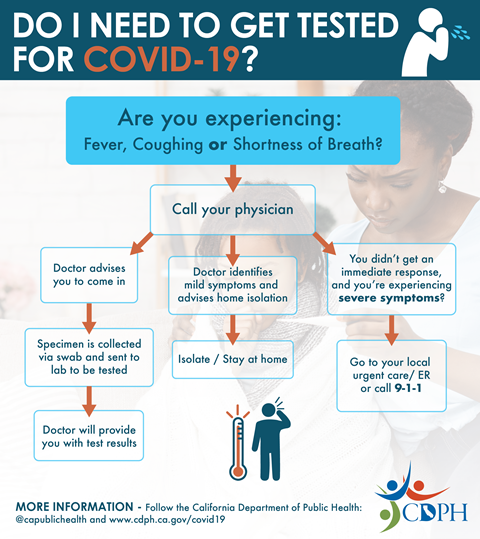 DO I NEED TO GET TESTED
FOR COVID-19?
Are you experiencing:
Fever, Coughing or Shortness of Breath?
Call your physician
Doctor advises
you to come in
Specimen is collected
via swab and sent to
lab to be tested
Doctor will provide
you with test results
Doctor identifies
mild symptoms and
advises home isolation
Isolate / Stay at home
You didn't get an
immediate response,
and you're experiencing
severe symptoms?
Go to your local
urgent care/ ER
or call 9-1-1
MORE INFORMATION - Follow the California Department of Public Health:
@capublichealth and www.cdph.ca.gov/covid19
CDPH